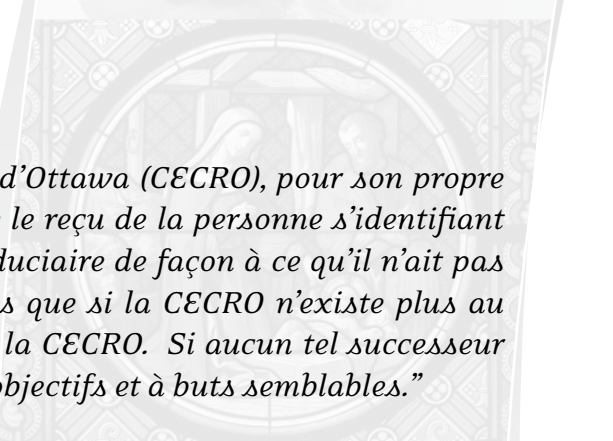 d’Ottawa (CECRO), pour son propre
le reçu de la personne s’identifiant
duciaire de façon à ce qu’il n’ait pas
s que si la CECRO n’existe plus au
la CECRO. Si aucun tel successeur
objectifs et à buts semblables.”